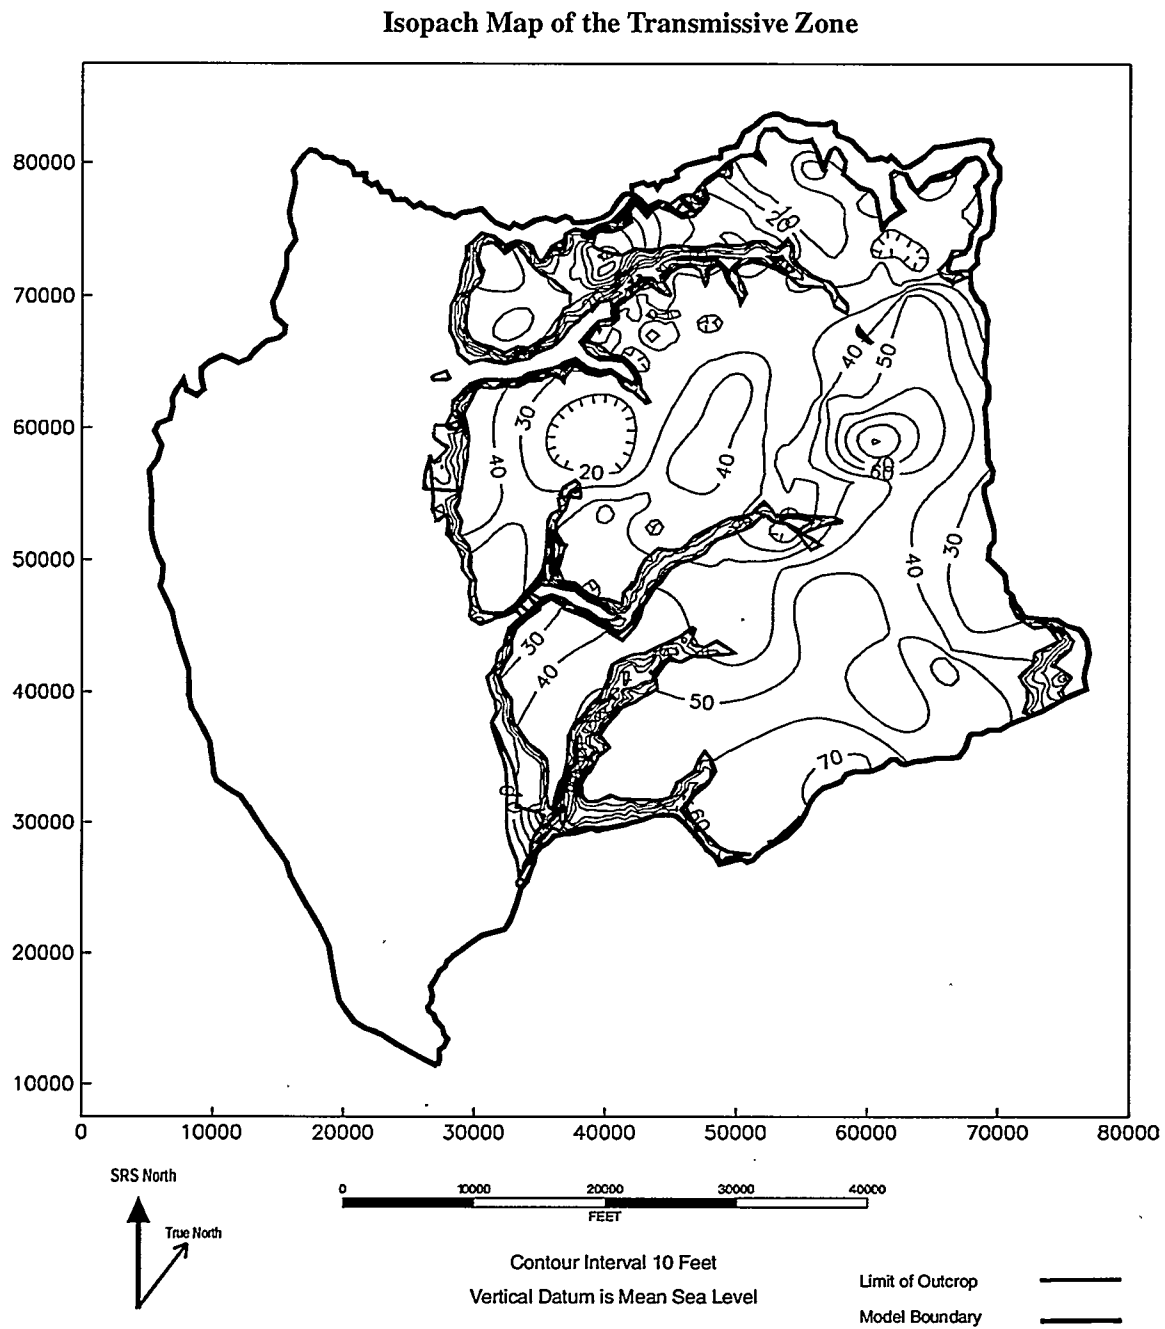 Isopach Map of the Transmissive Zone
80000
70000
60000
50000
40000
30000
20000
10000
0 10000 20000 30000 40000 50000 60000 70000 80000
20
40
50
30
40
20
40
60
40
30
30
40
50
70
60
SRS North
True North
0 10000 20000 30000 40000
FEET
Contour Interval 10 Feet
Vertical Datum is Mean Sea Level
Limit of Outcrop
Model Boundary